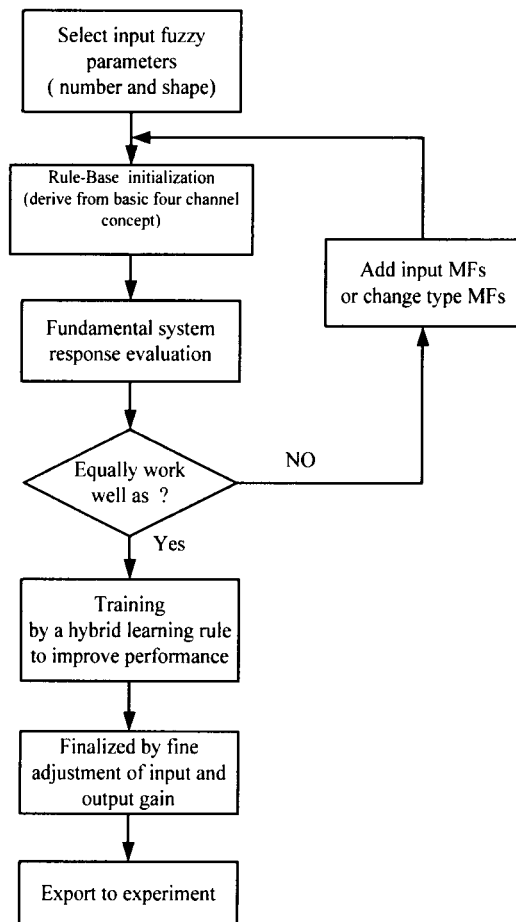 Select input fuzzy
parameters
( number and shape)
Rule-Base initialization
(derive from basic four channel
concept)
Add input MFs
or change type MFs
Fundamental system
response evaluation
Equally work
well as ?
NO
Yes
Training
by a hybrid learning rule
to improve performance
Finalized by fine
adjustment of input and
output gain
Export to experiment